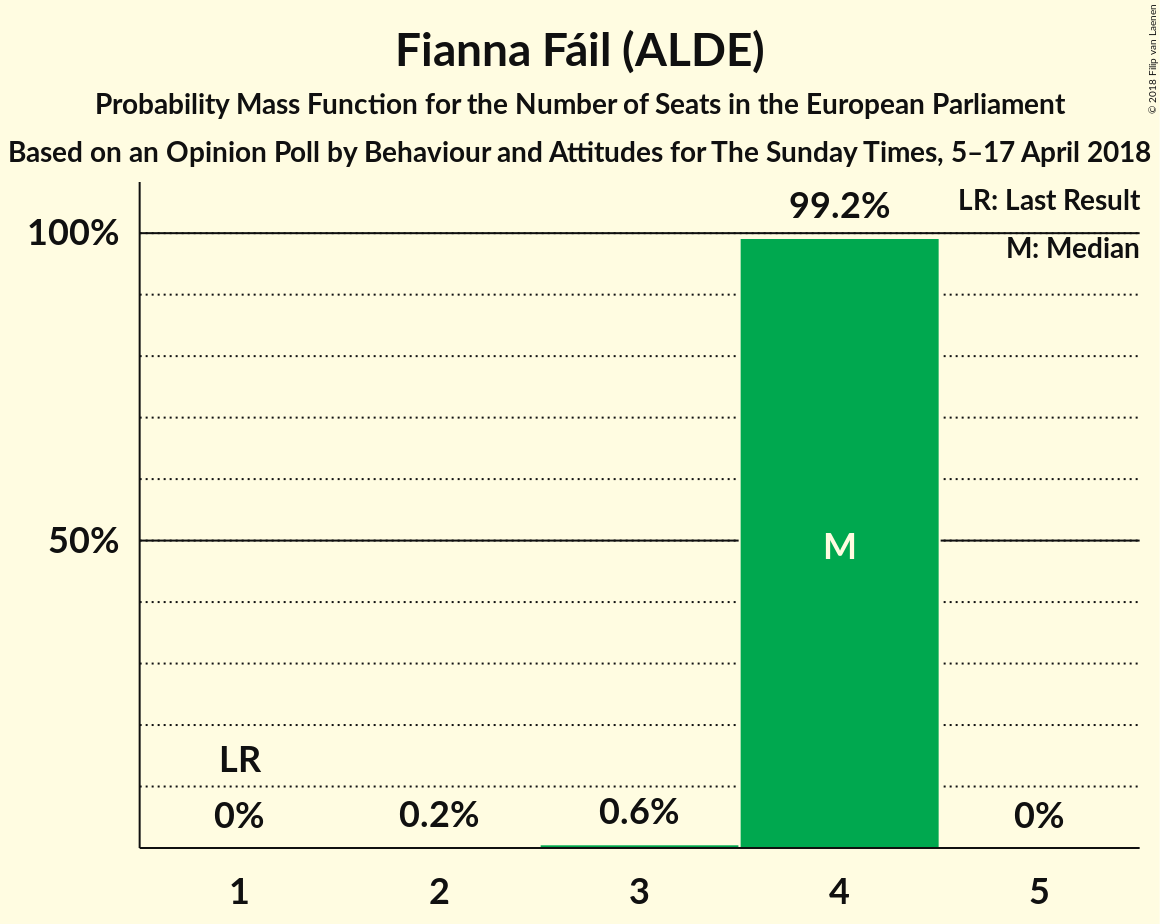 Fianna Fáil (ALDE)
Probability Mass Function for the Number of Seats in the European Parliament
Based on an Opinion Poll by Behaviour and Attitudes for The Sunday Times, 5–17 April 2018
© 2018 Filip van Laenen
LR: Last Result
M: Median
99.2%
100%
50%
M
LR
0%
0.2%
0.6%
0%
1
2
3
4
5